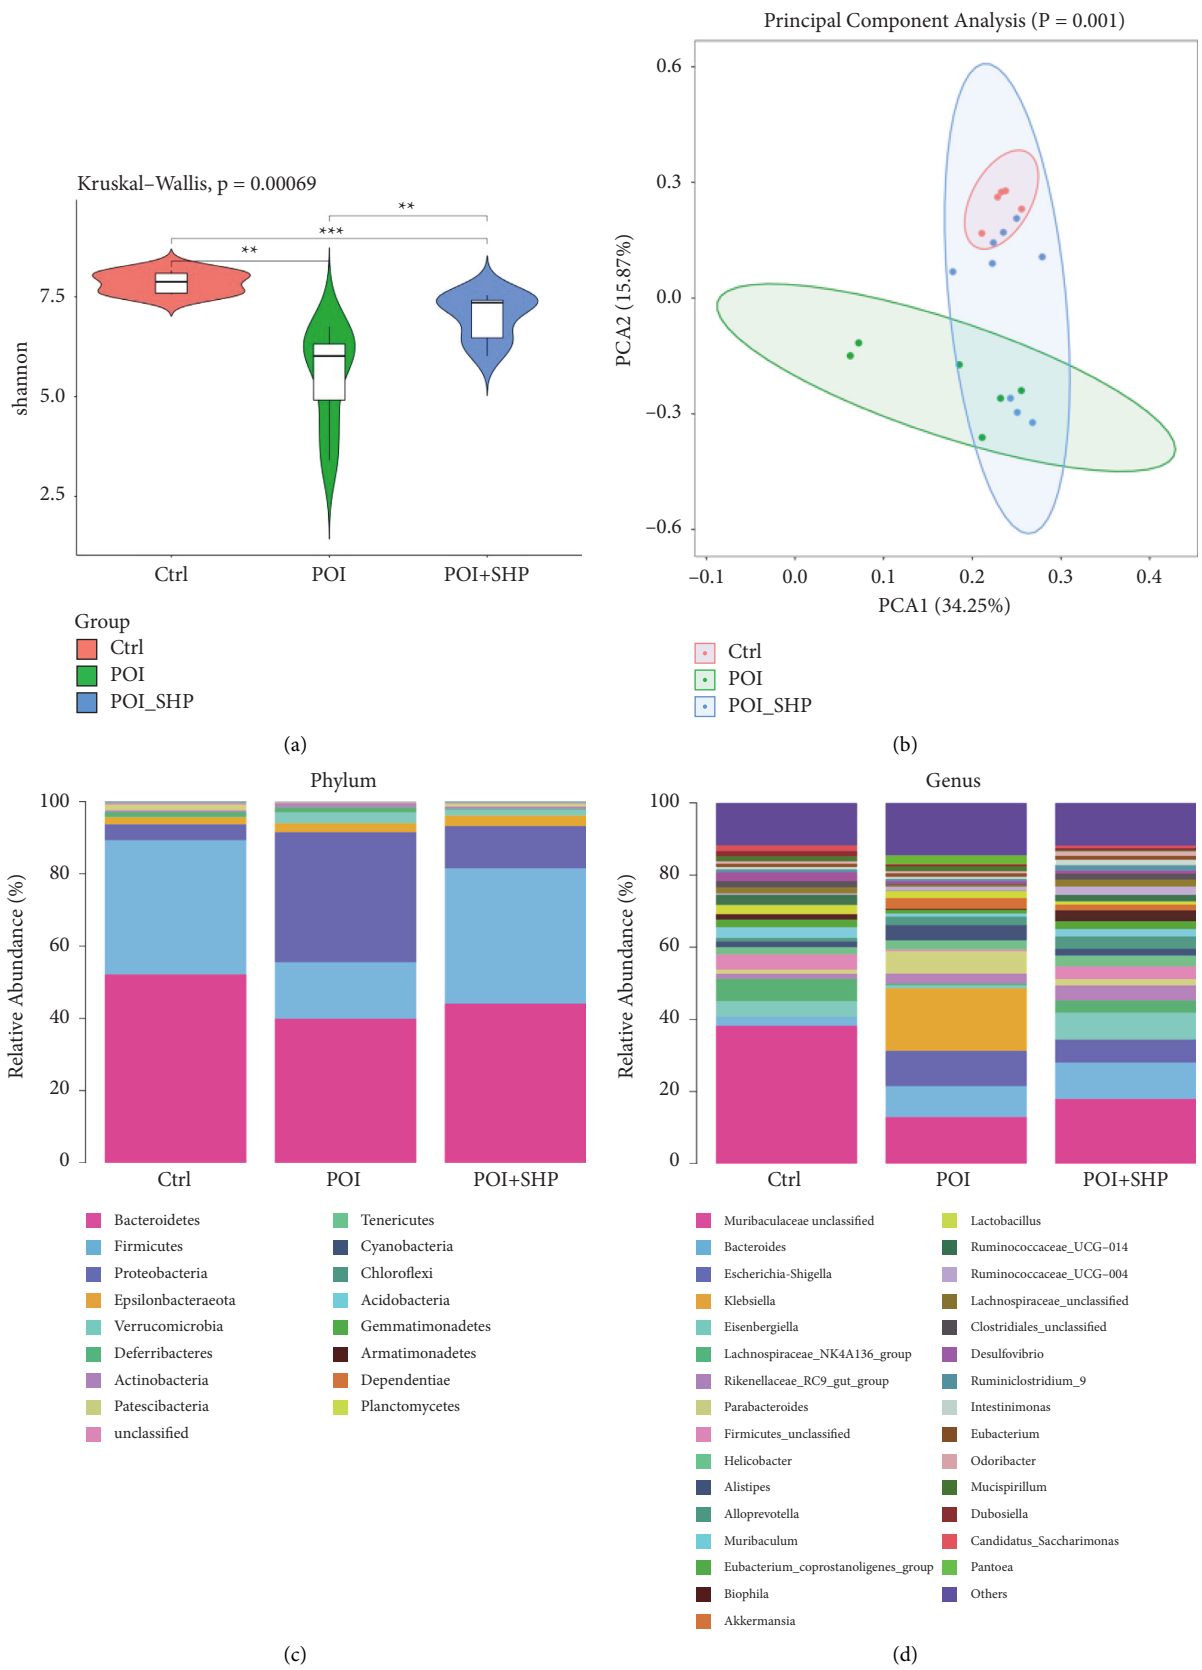 Kruskal–Wallis, p = 0.00069
**
***
**
shannon
7.5
5.0
2.5
Ctrl POI POI+SHP
Group
Ctrl
POI
POI_SHP
(a)
Principal Component Analysis (P = 0.001)
PCA2 (15.87%)
0.6
0.3
0.0
−0.3
−0.6
−0.1 0.0 0.1 0.2 0.3 0.4
PCA1 (34.25%)
Ctrl
POI
POI_SHP
(b)
Phylum
Relative Abundance (%)
100
80
60
40
20
0
Ctrl POI POI+SHP
Bacteroidetes
Firmicutes
Proteobacteria
Epsilonbacteraeota
Verrucomicrobia
Deferribacteres
Actinobacteria
Patescibacteria
unclassified
Tenericutes
Cyanobacteria
Chloroflexi
Acidobacteria
Gemmatimonadetes
Armatimonadetes
Dependentiae
Planctomycetes
(c)
Genus
Relative Abundance (%)
100
80
60
40
20
0
Ctrl POI POI+SHP
Muribaculaceae unclassified
Bacteroides
Escherichia-Shigella
Klebsiella
Eisenbergiella
Lachnospiraceae_NK4A136_group
Rikenellaceae_RC9_gut_group
Parabacteroides
Firmicutes_unclassified
Helicobacter
Alistipes
Alloprevotella
Muribaculum
Eubacterium_coprostanoligenes_group
Biophila
Akkermansia
Lactobacillus
Ruminococcaceae_UCG–014
Ruminococcaceae_UCG–004
Lachnospiraceae_unclassified
Clostridiales_unclassified
Desulfovibrio
Ruminiclostridium_9
Intestinimonas
Eubacterium
Odoribacter
Mucispirillum
Dubosiella
Candidatus_Saccharimonas
Pantoea
Others
(d)